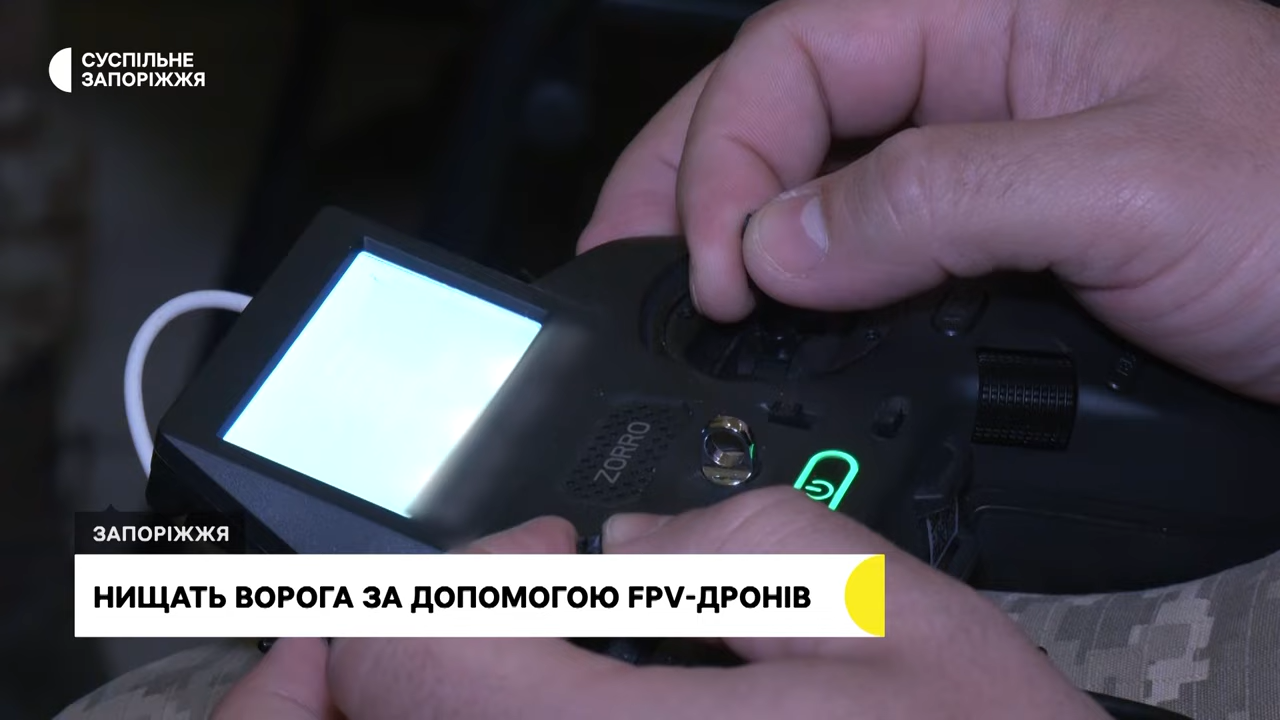 СУСПІЛЬНЕ
ЗАПОРІЖЖЯ
ZORRO
ЗАПОРІЖЖЯ
НИЩАТЬ ВОРОГА ЗА ДОПОМОГОЮ FPV-ДРОНІВ